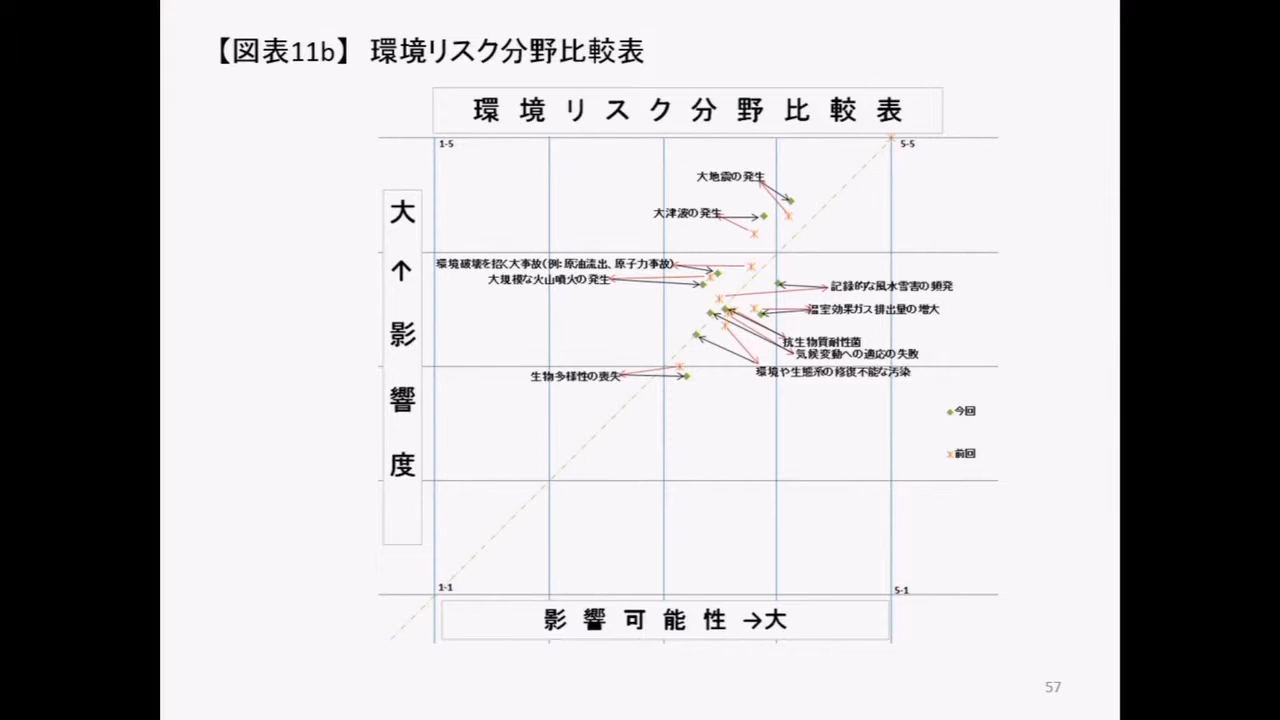 【図表11b】 環境リスク分野比較表
環境リスク分野比較表
1-5
5-5
大地震の発生
大津波の発生
環境破壊を招く大事故(例:原油流出、原子力事故)
大規模な火山噴火の発生
記録的な風水雪害の頻発
温室効果ガス排出量の増大
抗生物質耐性菌
気候変動への適応の失敗
環境や生態系の修復不能な汚染
生物多様性の喪失
今回
前回
大↑影響度
1-1
5-1
影響可能性→大
57